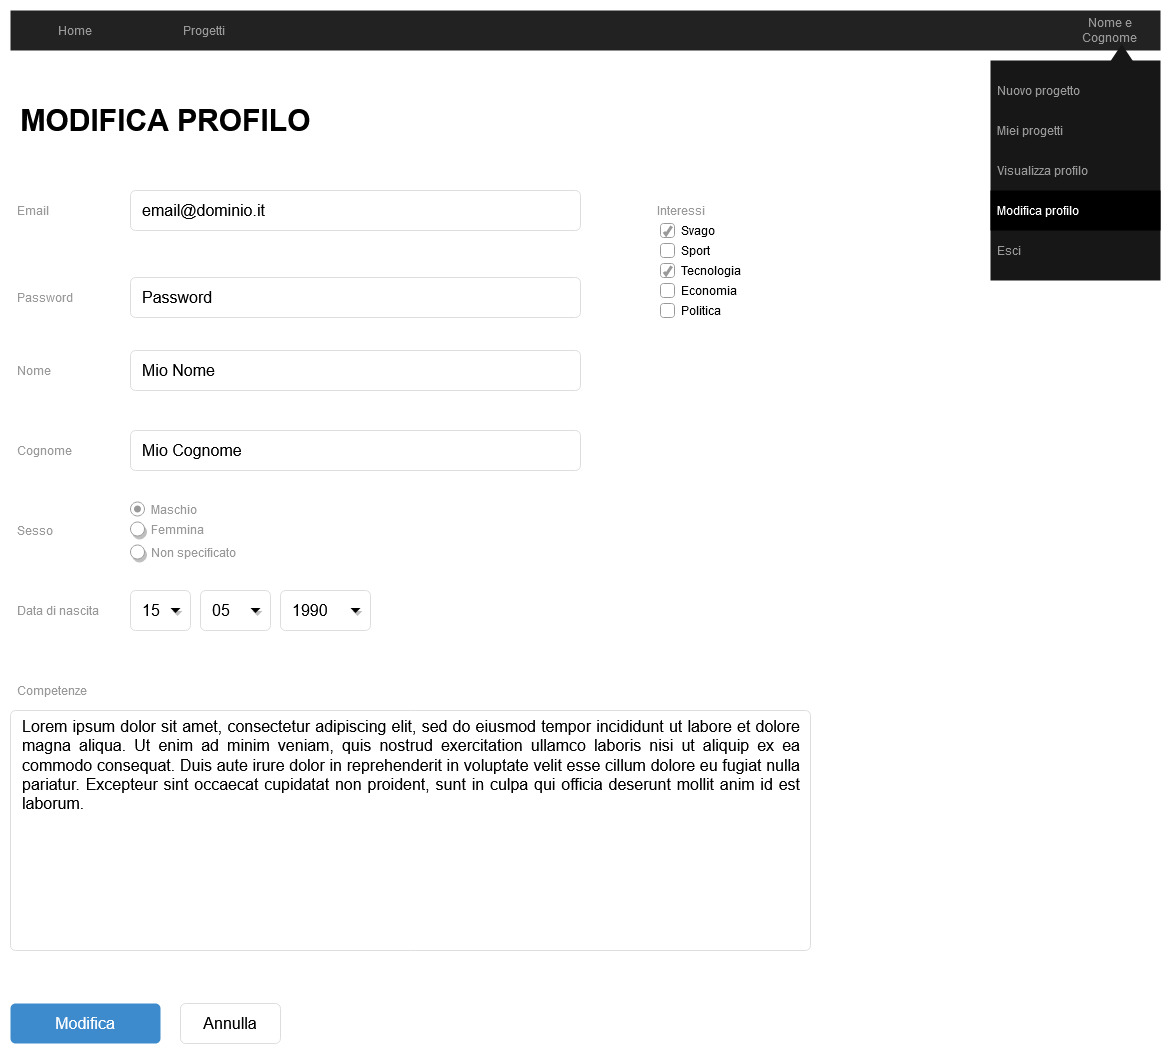 Home
Progetti
Nome e
Cognome
Nuovo progetto
Miei progetti
Visualizza profilo
Modifica profilo
Esci
MODIFICA PROFILO
Email
email@dominio.it
Password
Password
Nome
Mio Nome
Cognome
Mio Cognome
Sesso
Maschio
Femmina
Non specificato
Data di nascita
15
05
1990
Interessi
Svago
Sport
Tecnologia
Economia
Politica
Competenze
Lorem ipsum dolor sit amet, consectetur adipiscing elit, sed do eiusmod tempor incididunt ut labore et dolore
magna aliqua. Ut enim ad minim veniam, quis nostrud exercitation ullamco laboris nisi ut aliquip ex ea
commodo consequat. Duis aute irure dolor in reprehenderit in voluptate velit esse cillum dolore eu fugiat nulla
pariatur. Excepteur sint occaecat cupidatat non proident, sunt in culpa qui officia deserunt mollit anim id est
laborum.
Modifica
Annulla